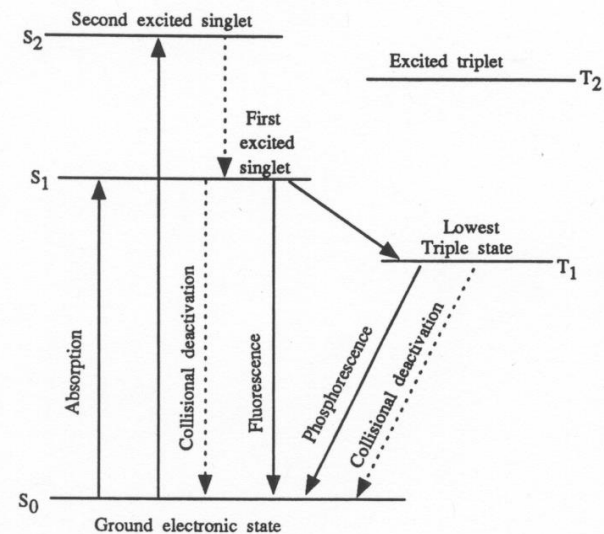 Second excited singlet
S2
Excited triplet
T2
First
excited
singlet
S1
Lowest
Triple state
T1
Absorption
Collisional deactivation
Fluorescence
Phosphorescence
Collisional deactivation
S0
Ground electronic state